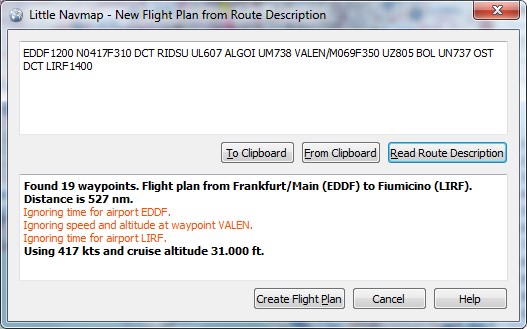 Little Navmap - New Flight Plan from Route Description
EDDF1200 N0417F310 DCT RIDSU UL607 ALGOI UM738 VALEN/M069F350 UZ805 BOL UN737 OST
DCT LIRF1400
To Clipboard From Clipboard Read Route Description
Found 19 waypoints. Flight plan from Frankfurt/Main (EDDF) to Fiumicino (LIRF).
Distance is 527 nm.
Ignoring time for airport EDDF.
Ignoring speed and altitude at waypoint VALEN.
Ignoring time for airport LIRF.
Using 417 kts and cruise altitude 31.000 ft.
Create Flight Plan Cancel Help